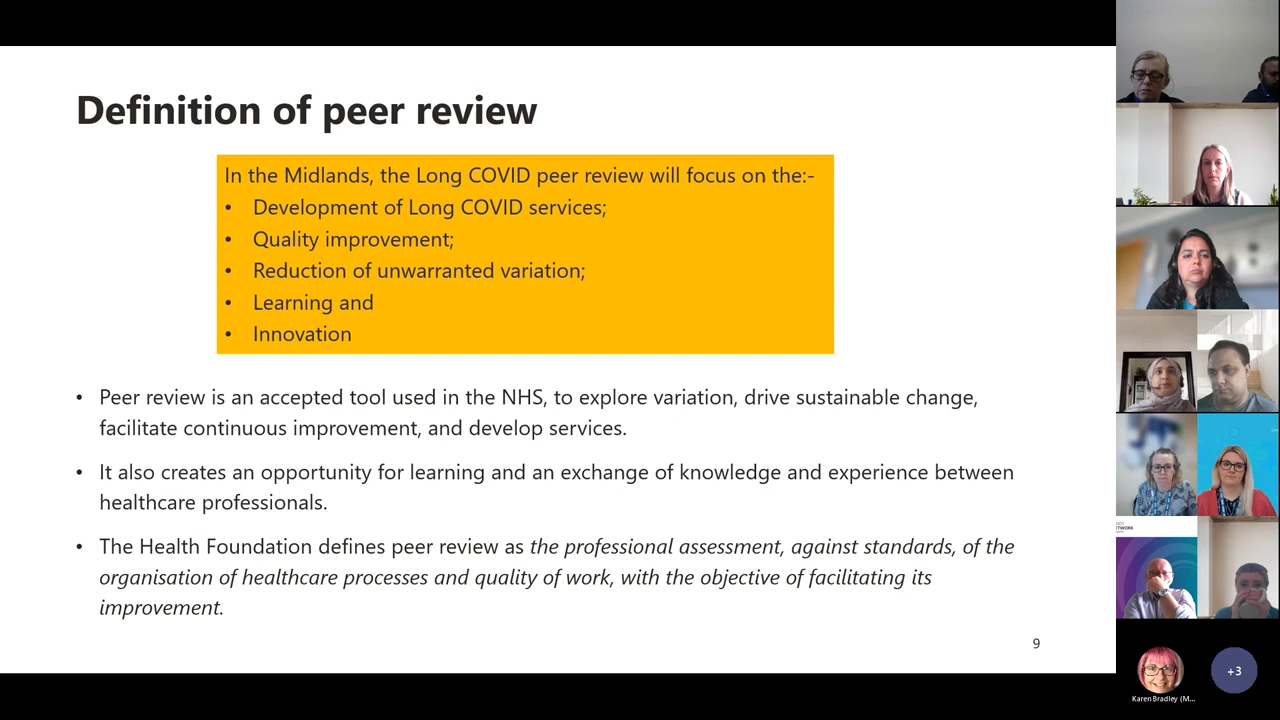 Definition of peer review
In the Midlands, the Long COVID peer review will focus on the:-
• Development of Long COVID services;
• Quality improvement;
• Reduction of unwarranted variation;
• Learning and
• Innovation
• Peer review is an accepted tool used in the NHS, to explore variation, drive sustainable change,
facilitate continuous improvement, and develop services.
• It also creates an opportunity for learning and an exchange of knowledge and experience between
healthcare professionals.
• The Health Foundation defines peer review as the professional assessment, against standards, of the
organisation of healthcare processes and quality of work, with the objective of facilitating its
improvement.
9
Karen Bradley (M...
+3